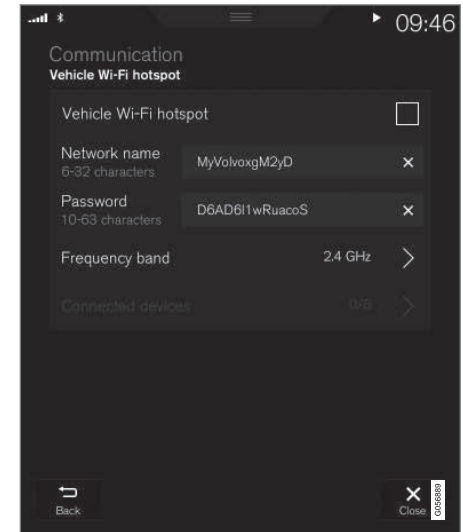 09:46
Communication
Vehicle Wi-Fi hotspot
Vehicle Wi-Fi hotspot
Network name
6-32 characters
MyVolvoxgM2yD
Password
10-63 characters
D6AD6l1wRuacoS
Frequency band
2.4 GHz
Connected devices
0/8
Back
Close
G056889